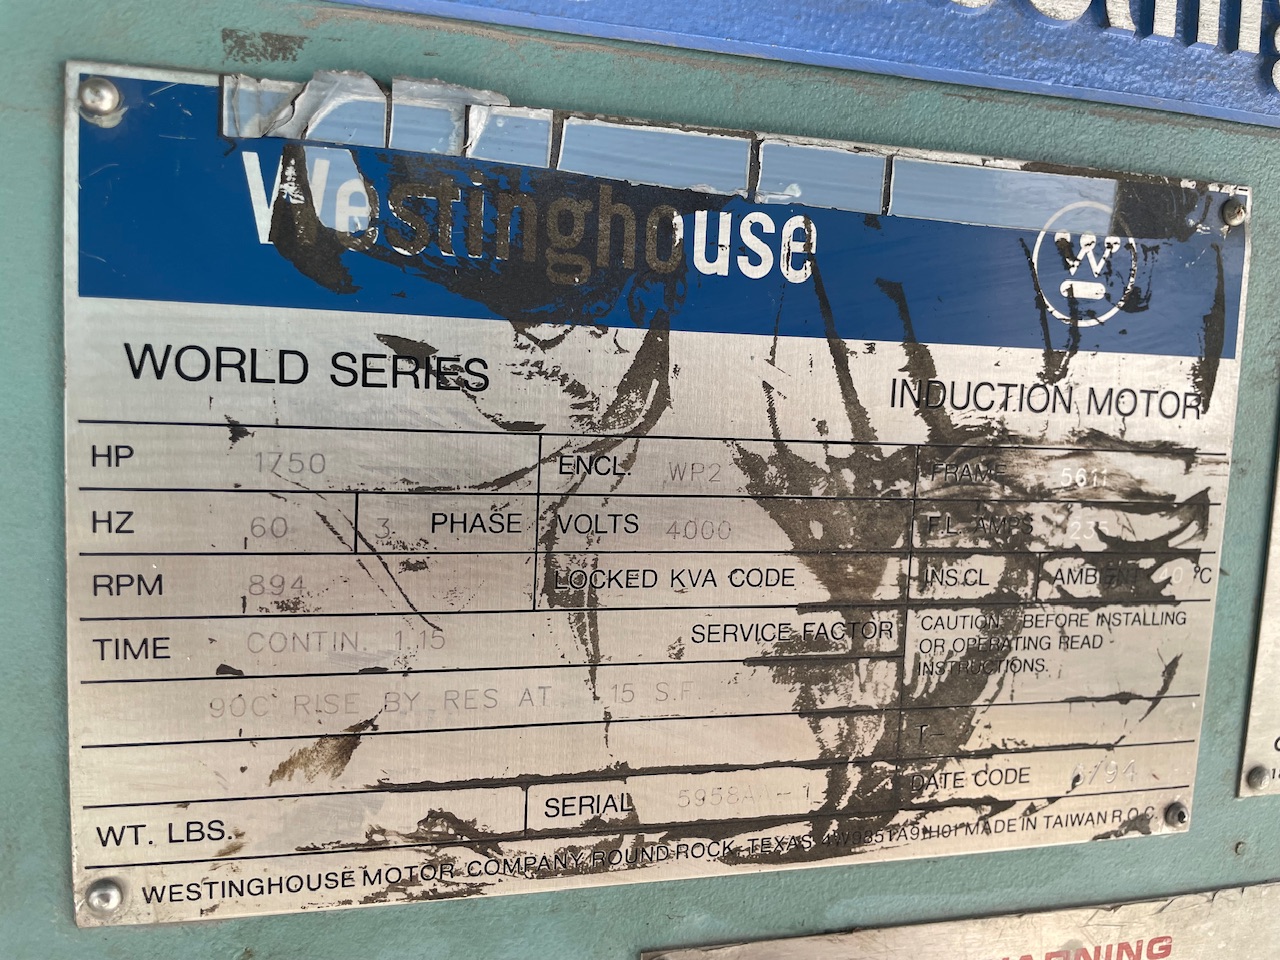 Westinghouse
W
WORLD SERIES
INDUCTION MOTOR
HP 1750 ENCL. WP2 FRAME 5611
HZ 60 3 PHASE VOLTS 4000 F.L. AMPS 235
RPM 894 LOCKED KVA CODE INS.CL AMBIENT °C
TIME CONTIN. 1.15 SERVICE FACTOR
CAUTION - BEFORE INSTALLING
OR OPERATING READ
INSTRUCTIONS.
90C RISE BY RES AT 15 S.F.
WT. LBS. SERIAL DATE CODE
WESTINGHOUSE MOTOR COMPANY ROUND ROCK, TEXAS MADE IN TAIWAN R.O.C.
WARNING